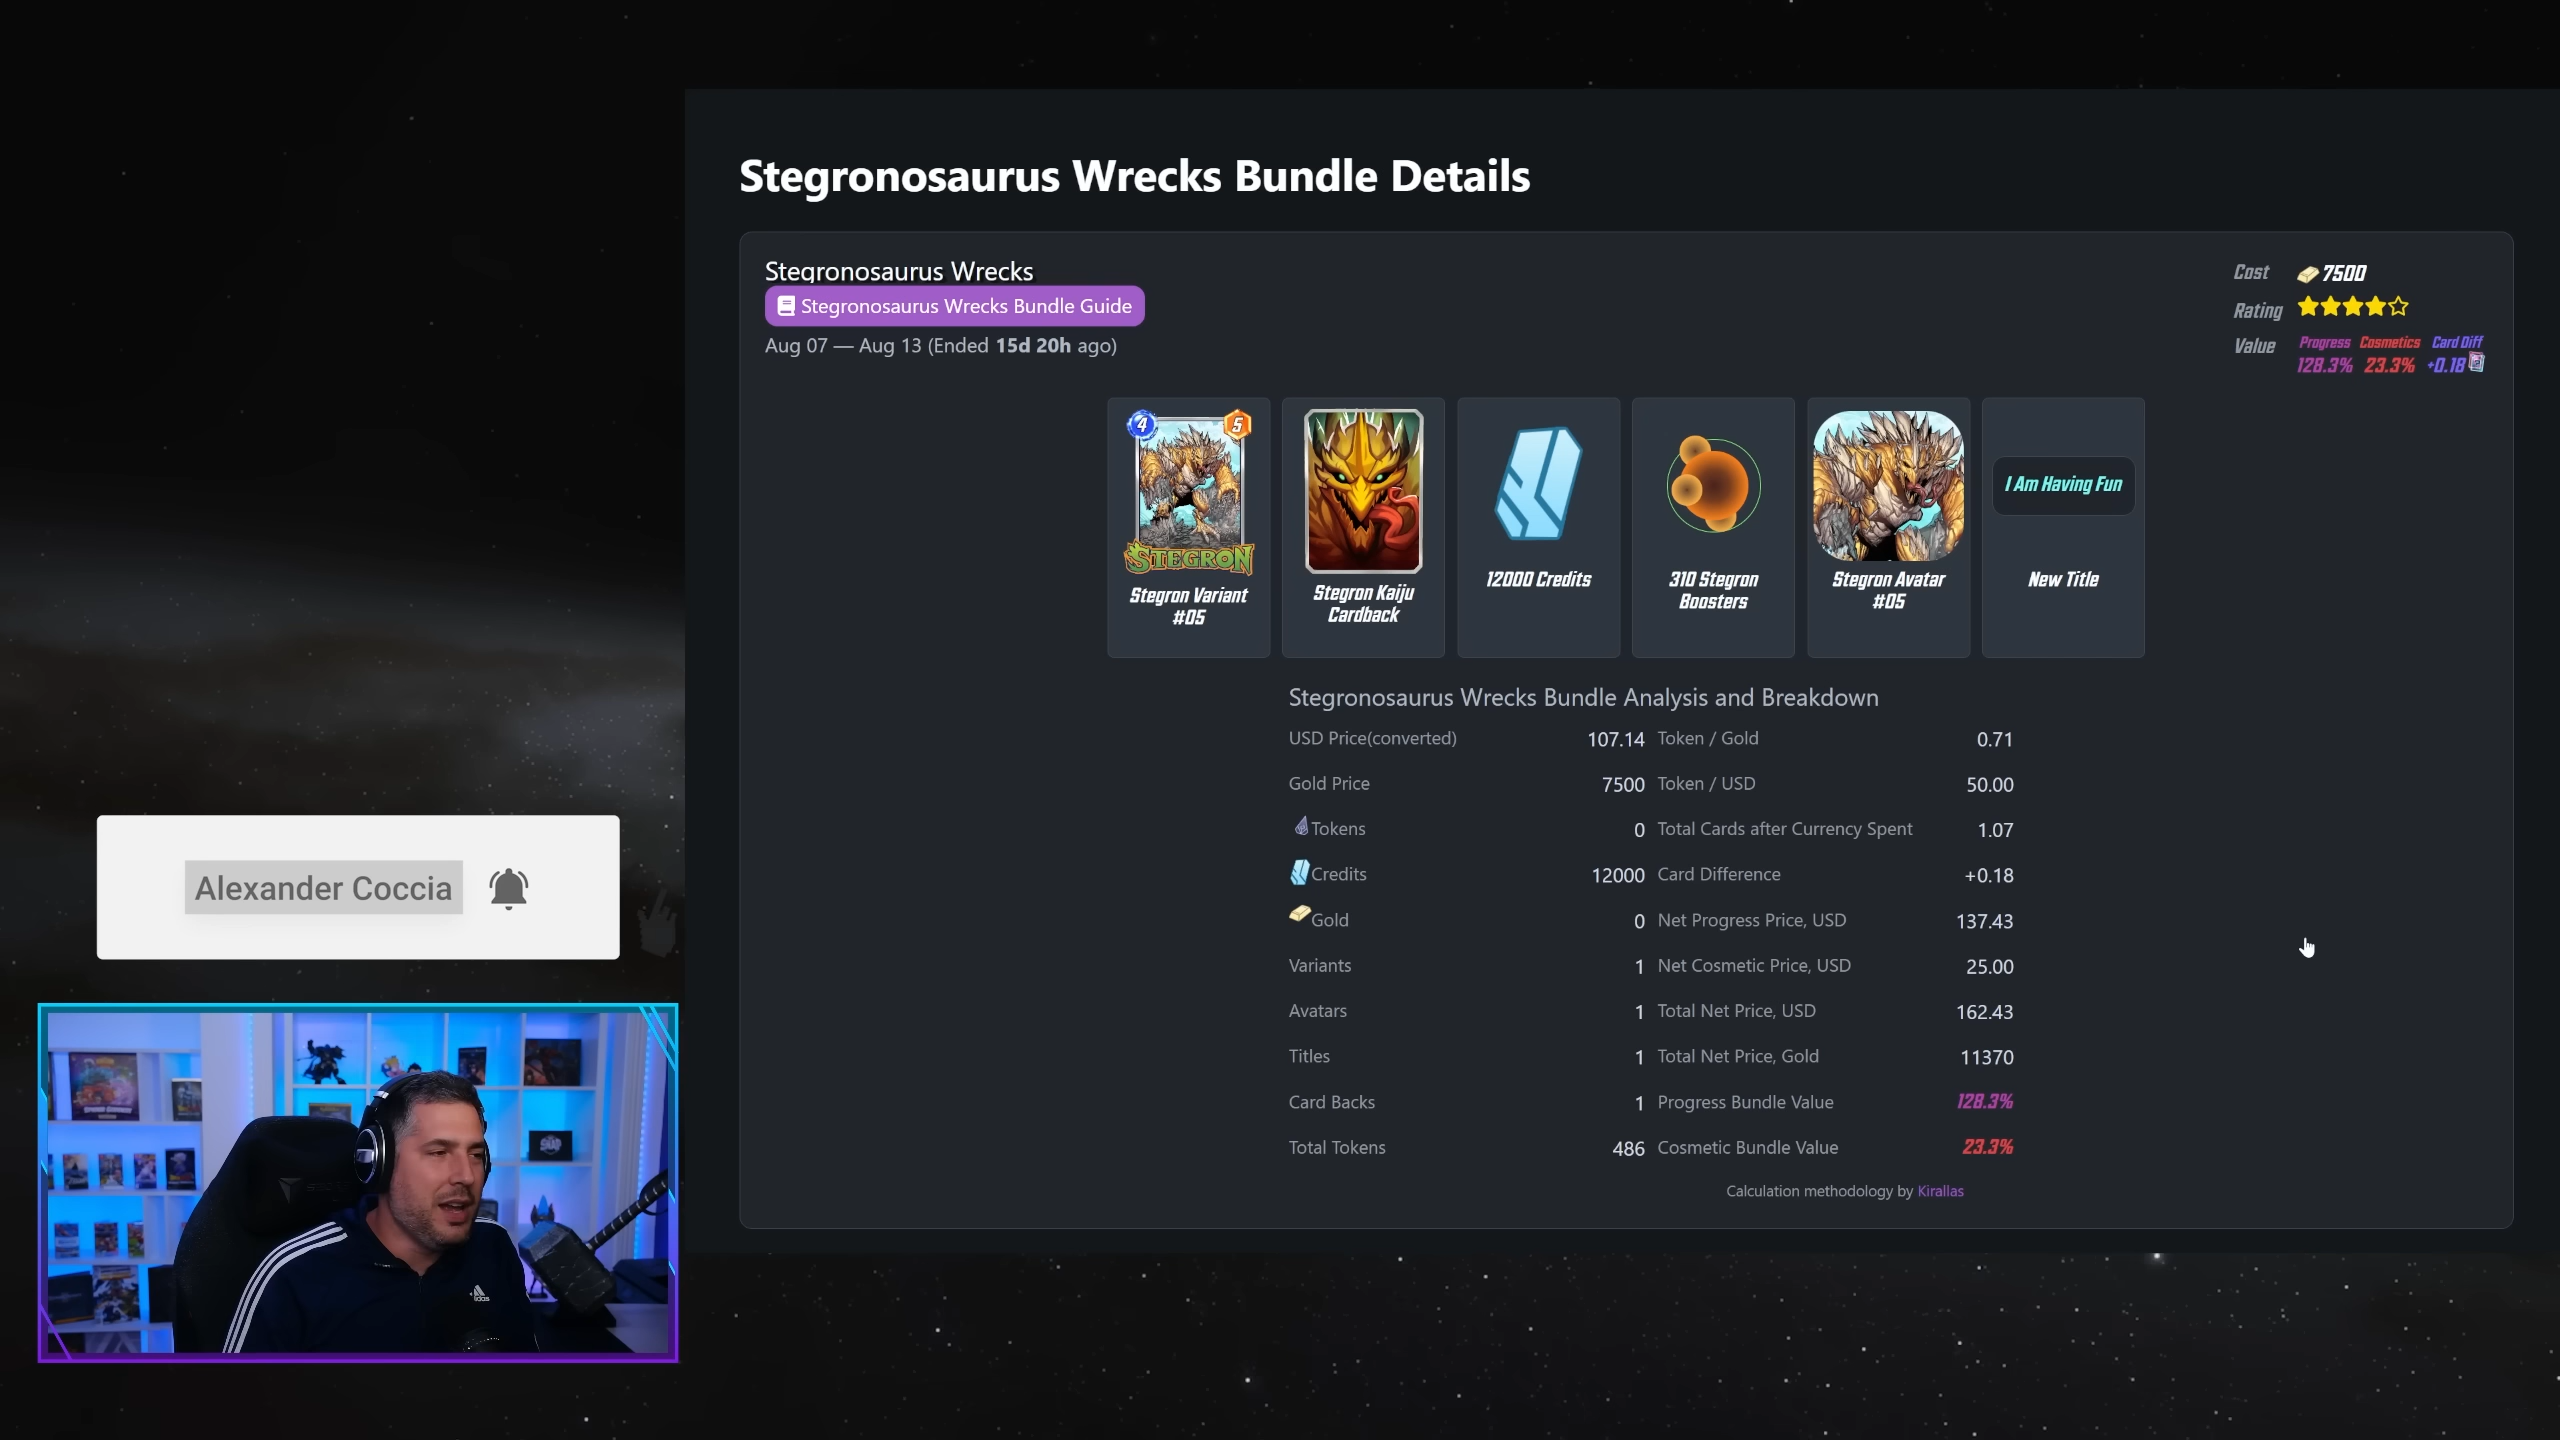 Stegronosaurus Wrecks Bundle Details
Stegronosaurus Wrecks
Stegronosaurus Wrecks Bundle Guide
Aug 07 — Aug 13 (Ended 15d 20h ago)
Cost 7500
Rating
Value Progress Cosmetics Card Diff
128.3% 23.3% +0.18
4 5
STEGRON
Stegron Variant
#05
Stegron Kaiju
Cardback
12000 Credits
310 Stegron
Boosters
Stegron Avatar
#05
I Am Having Fun
New Title
Stegronosaurus Wrecks Bundle Analysis and Breakdown
USD Price(converted) 107.14 Token / Gold 0.71
Gold Price 7500 Token / USD 50.00
Tokens 0 Total Cards after Currency Spent 1.07
Credits 12000 Card Difference +0.18
Gold 0 Net Progress Price, USD 137.43
Variants 1 Net Cosmetic Price, USD 25.00
Avatars 1 Total Net Price, USD 162.43
Titles 1 Total Net Price, Gold 11370
Card Backs 1 Progress Bundle Value 128.3%
Total Tokens 486 Cosmetic Bundle Value 23.3%
Calculation methodology by Kirallas
Alexander Coccia
adidas